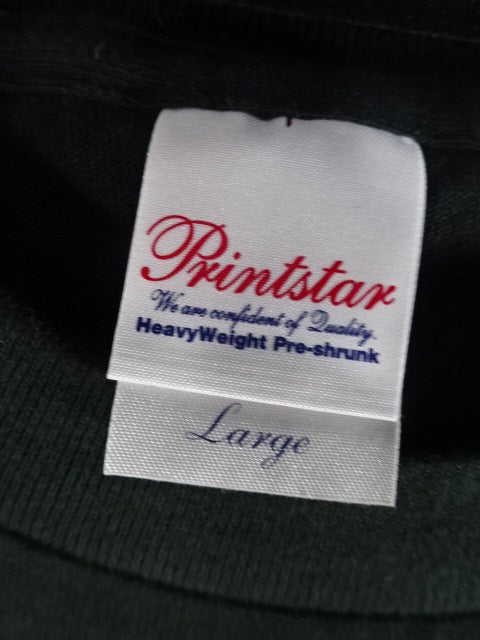 Printstar
We are confident of Quality.
HeavyWeight Pre-shrunk
Large